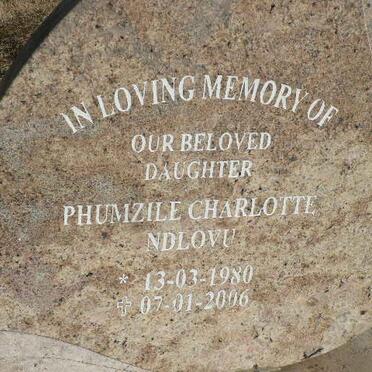 IN LOVING MEMORY OF
OUR BELOVED
DAUGHTER
PHUMZILE CHARLOTTE
NDLOVU
* 13-03-1980
✝ 07-01-2006